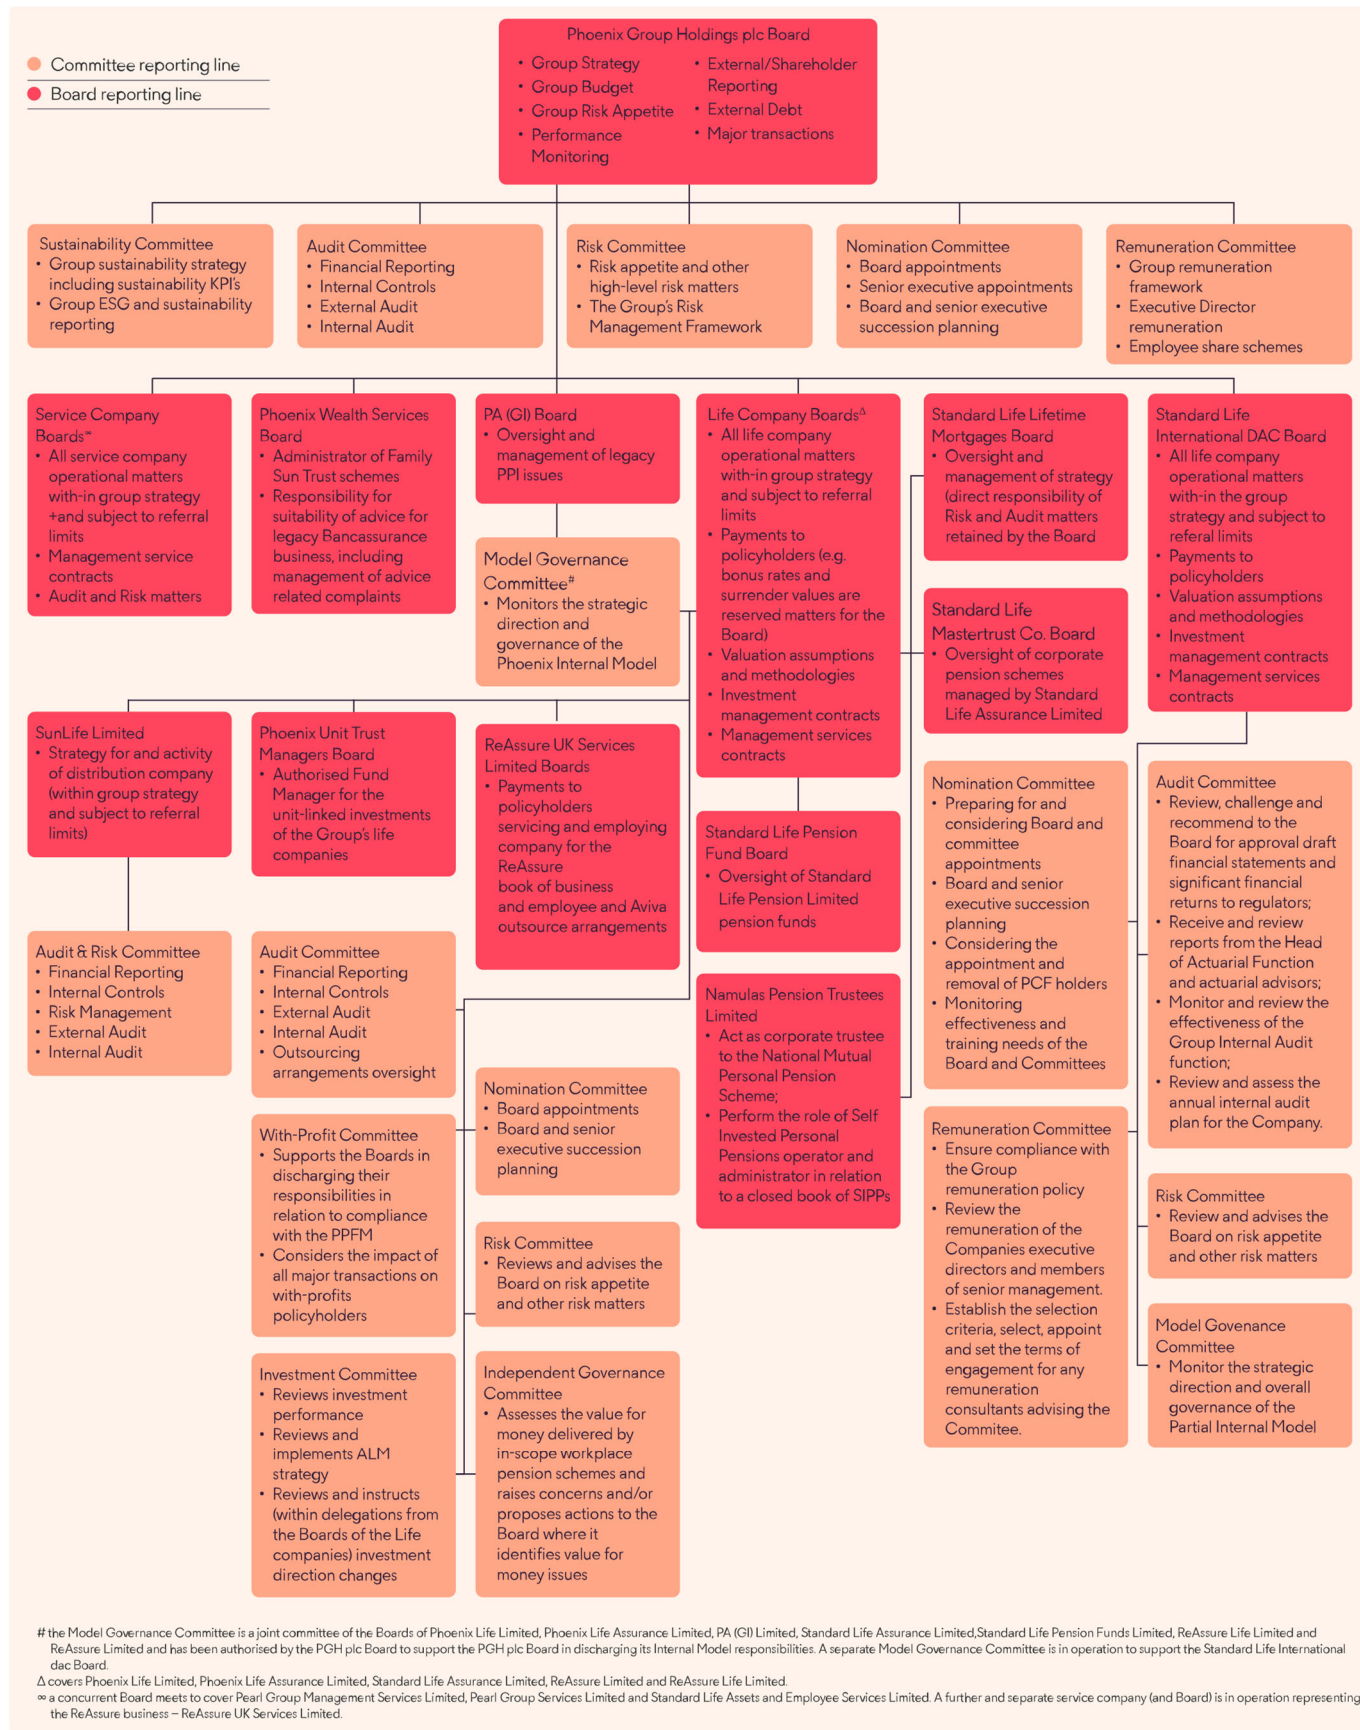 Phoenix Group Holdings plc Board
• Group Strategy
• Group Budget
• Group Risk Appetite
• Performance
Monitoring
• External/Shareholder
Reporting
• External Debt
• Major transactions
Committee reporting line
Board reporting line
Sustainability Committee
• Group sustainability strategy
including sustainability KPI's
• Group ESG and sustainability
reporting
Audit Committee
• Financial Reporting
• Internal Controls
• External Audit
• Internal Audit
Risk Committee
• Risk appetite and other
high-level risk matters
• The Group's Risk
Management Framework
Nomination Committee
• Board appointments
• Senior executive appointments
• Board and senior executive
succession planning
Remuneration Committee
• Group remuneration
framework
• Executive Director
remuneration
• Employee share schemes
Service Company
Boards∞
• All service company
operational matters
with-in group strategy
+and subject to referral
limits
• Management service
contracts
• Audit and Risk matters
Phoenix Wealth Services
Board
• Administrator of Family
Sun Trust schemes
• Responsibility for
suitability of advice for
legacy Bancassurance
business, including
management of advice
related complaints
PA (GI) Board
• Oversight and
management of legacy
PPI issues
Model Governance
Committee#
• Monitors the strategic
direction and
governance of the
Phoenix Internal Model
Life Company Boards∆
• All life company
operational matters
with-in group strategy
and subject to referral
limits
• Payments to
policyholders (e.g.
bonus rates and
surrender values are
reserved matters for the
Board)
• Valuation assumptions
and methodologies
• Investment
management contracts
• Management services
contracts
Standard Life Lifetime
Mortgages Board
• Oversight and
management of strategy
(direct responsibility of
Risk and Audit matters
retained by the Board
Standard Life
Mastertrust Co. Board
• Oversight of corporate
pension schemes
managed by Standard
Life Assurance Limited
Standard Life
International DAC Board
• All life company
operational matters
with-in the group
strategy and subject to
referral limits
• Payments to
policyholders
• Valuation assumptions
and methodologies
• Investment
management contracts
• Management services
contracts
SunLife Limited
• Strategy for and activity
of distribution company
(within group strategy
and subject to referral
limits)
Phoenix Unit Trust
Managers Board
• Authorised Fund
Manager for the
unit-linked investments
of the Group's life
companies
ReAssure UK Services
Limited Boards
• Payments to
policyholders
servicing and employing
company for the
ReAssure
book of business
and employee and Aviva
outsource arrangements
Standard Life Pension
Fund Board
• Oversight of Standard
Life Pension Limited
pension funds
Namulas Pension Trustees
Limited
• Act as corporate trustee
to the National Mutual
Personal Pension
Scheme;
• Perform the role of Self
Invested Personal
Pensions operator and
administrator in relation
to a closed book of SIPPs
Nomination Committee
• Preparing for and
considering Board and
committee
appointments
• Board and senior
executive succession
planning
• Considering the
appointment and
removal of PCF holders
• Monitoring
effectiveness and
training needs of the
Board and Committees
Audit Committee
• Review, challenge and
recommend to the
Board for approval draft
financial statements and
significant financial
returns to regulators;
• Receive and review
reports from the Head
of Actuarial Function
and actuarial advisors;
• Monitor and review the
effectiveness of the
Group Internal Audit
function;
• Review and assess the
annual internal audit
plan for the Company.
Audit & Risk Committee
• Financial Reporting
• Internal Controls
• Risk Management
• External Audit
• Internal Audit
Audit Committee
• Financial Reporting
• Internal Controls
• External Audit
• Internal Audit
• Outsourcing
arrangements oversight
Nomination Committee
• Board appointments
• Board and senior
executive succession
planning
With-Profit Committee
• Supports the Boards in
discharging their
responsibilities in
relation to compliance
with the PPFM
• Considers the impact of
all major transactions on
with-profits
policyholders
Risk Committee
• Reviews and advises the
Board on risk appetite
and other risk matters
Investment Committee
• Reviews investment
performance
• Reviews and
implements ALM
strategy
• Reviews and instructs
(within delegations from
the Boards of the Life
companies) investment
direction changes
Independent Governance
Committee
• Assesses the value for
money delivered by
in-scope workplace
pension schemes and
raises concerns and/or
proposes actions to the
Board where it
identifies value for
money issues
Remuneration Committee
• Ensure compliance with
the Group
remuneration policy
• Review the
remuneration of the
Companies executive
directors and members
of senior management.
• Establish the selection
criteria, select, appoint
and set the terms of
engagement for any
remuneration
consultants advising the
Commitee.
Risk Committee
• Review and advises the
Board on risk appetite
and other risk matters
Model Govenance
Committee
• Monitor the strategic
direction and overall
governance of the
Partial Internal Model
# the Model Governance Committee is a joint committee of the Boards of Phoenix Life Limited, Phoenix Life Assurance Limited, PA (GI) Limited, Standard Life Assurance Limited,Standard Life Pension Funds Limited, ReAssure Life Limited and
ReAssure Limited and has been authorised by the PGH plc Board to support the PGH plc Board in discharging its Internal Model responsibilities. A separate Model Governance Committee is in operation to support the Standard Life International
dac Board.
∆ covers Phoenix Life Limited, Phoenix Life Assurance Limited, Standard Life Assurance Limited, ReAssure Limited and ReAssure Life Limited.
∞ a concurrent Board meets to cover Pearl Group Management Services Limited, Pearl Group Services Limited and Standard Life Assets and Employee Services Limited. A further and separate service company (and Board) is in operation representing
the ReAssure business – ReAssure UK Services Limited.